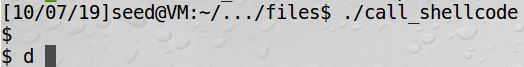 [10/07/19]seed@VM:~/.../files$ ./call_shellcode
$
$ d